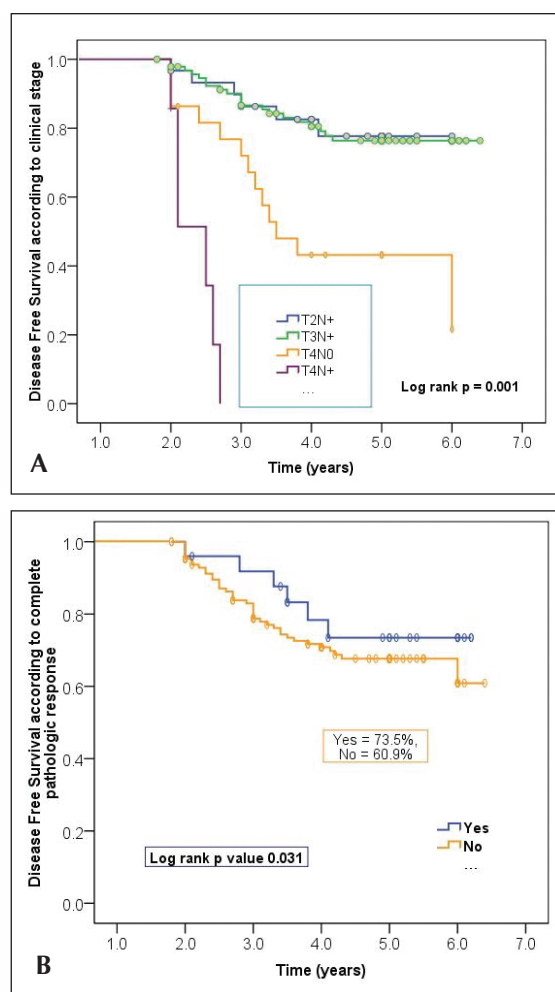 Disease Free Survival according to clinical stage
1.0
0.8
0.6
0.4
0.2
0.0
T2N+
T3N+
T4N0
T4N+
...
Log rank p = 0.001
1.0 2.0 3.0 4.0 5.0 6.0 7.0
Time (years)
A
Disease Free Survival according to complete
pathologic response
1.0
0.8
0.6
0.4
0.2
0.0
Yes = 73.5%,
No = 60.9%
Yes
No
...
Log rank p value 0.031
1.0 2.0 3.0 4.0 5.0 6.0 7.0
Time (years)
B